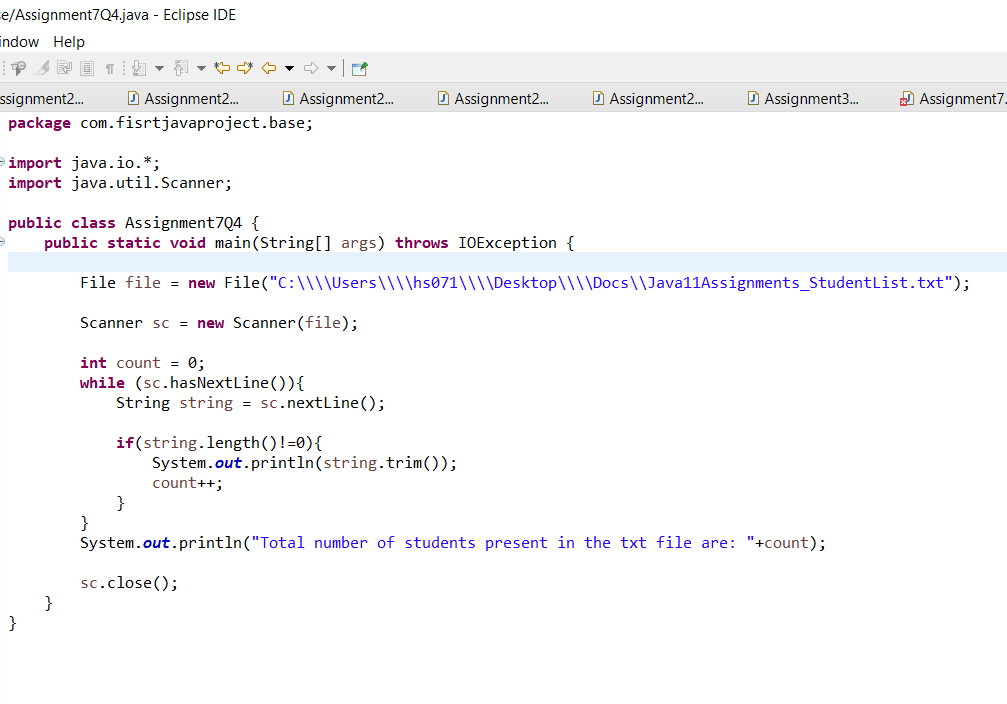 se/Assignment7Q4.java - Eclipse IDE
indow Help
ssignment2... Assignment2... Assignment2... Assignment2... Assignment2... Assignment3... Assignment7.
package com.fisrtjavaproject.base;
import java.io.*;
import java.util.Scanner;
public class Assignment7Q4 {
public static void main(String[] args) throws IOException {
File file = new File("C:\\\\Users\\\\hs071\\\\Desktop\\\\Docs\\Java11Assignments_StudentList.txt");
Scanner sc = new Scanner(file);
int count = 0;
while (sc.hasNextLine()){
String string = sc.nextLine();
if(string.length()!=0){
System.out.println(string.trim());
count++;
}
}
System.out.println("Total number of students present in the txt file are: "+count);
sc.close();
}
}